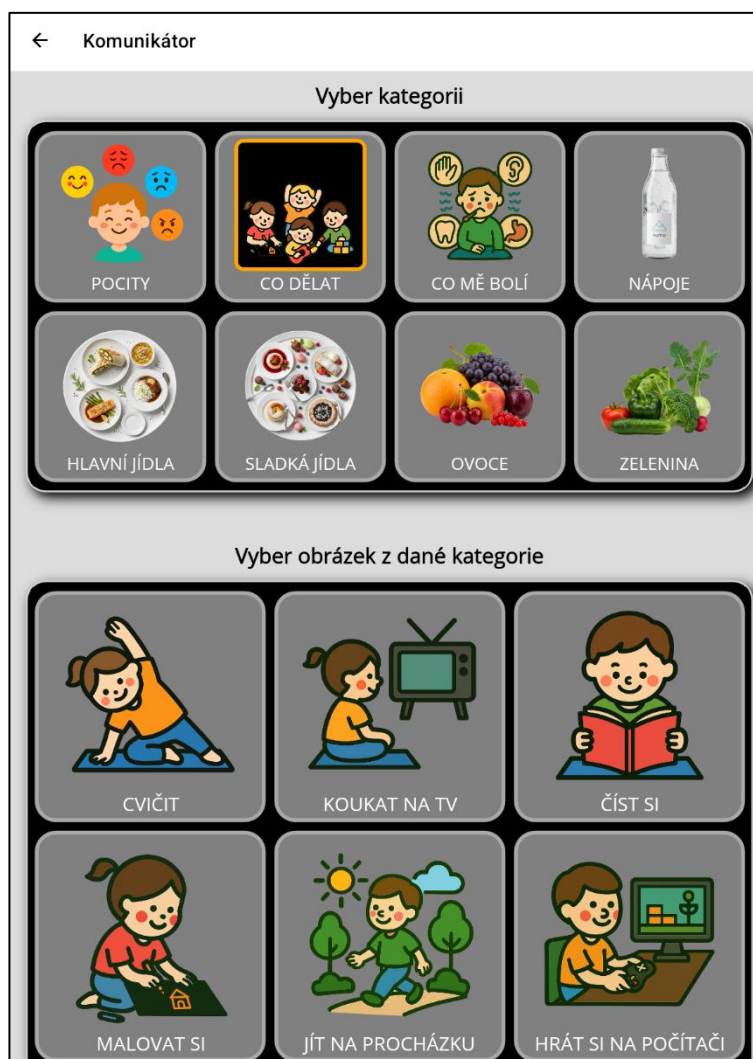 Komunikátor
Vyber kategorii
POCITY
CO DĚLAT
CO MĚ BOLÍ
NÁPOJE
HLAVNÍ JÍDLA
SLADKÁ JÍDLA
OVOCE
ZELENINA
Vyber obrázek z dané kategorie
CVIČIT
KOUKAT NA TV
ČÍST SI
MALOVAT SI
JÍT NA PROCHÁZKU
HRÁT SI NA POČÍTAČI